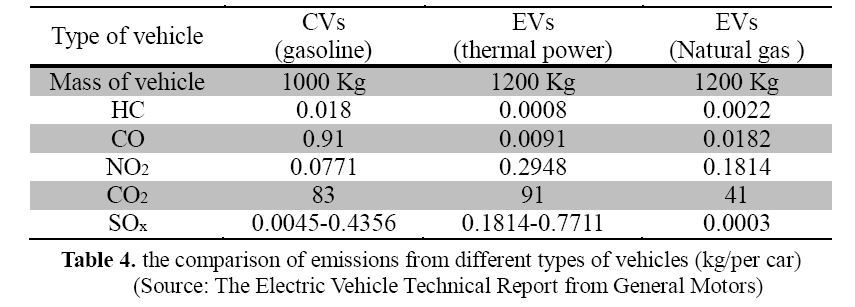 Type of vehicle CVs (gasoline) EVs (thermal power) EVs (Natural gas )
Mass of vehicle 1000 Kg 1200 Kg 1200 Kg
HC 0.018 0.0008 0.0022
CO 0.91 0.0091 0.0182
NO₂ 0.0771 0.2948 0.1814
CO₂ 83 91 41
SOₓ 0.0045-0.4356 0.1814-0.7711 0.0003
Table 4. the comparison of emissions from different types of vehicles (kg/per car)
(Source: The Electric Vehicle Technical Report from General Motors)